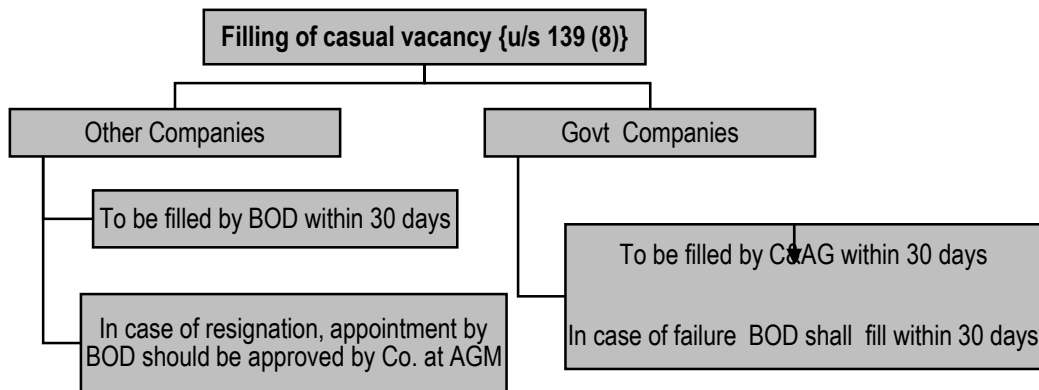 Filling of casual vacancy {u/s 139 (8)}
Other Companies
Govt Companies
To be filled by BOD within 30 days
To be filled by C&AG within 30 days
In case of resignation, appointment by
BOD should be approved by Co. at AGM
In case of failure BOD shall fill within 30 days